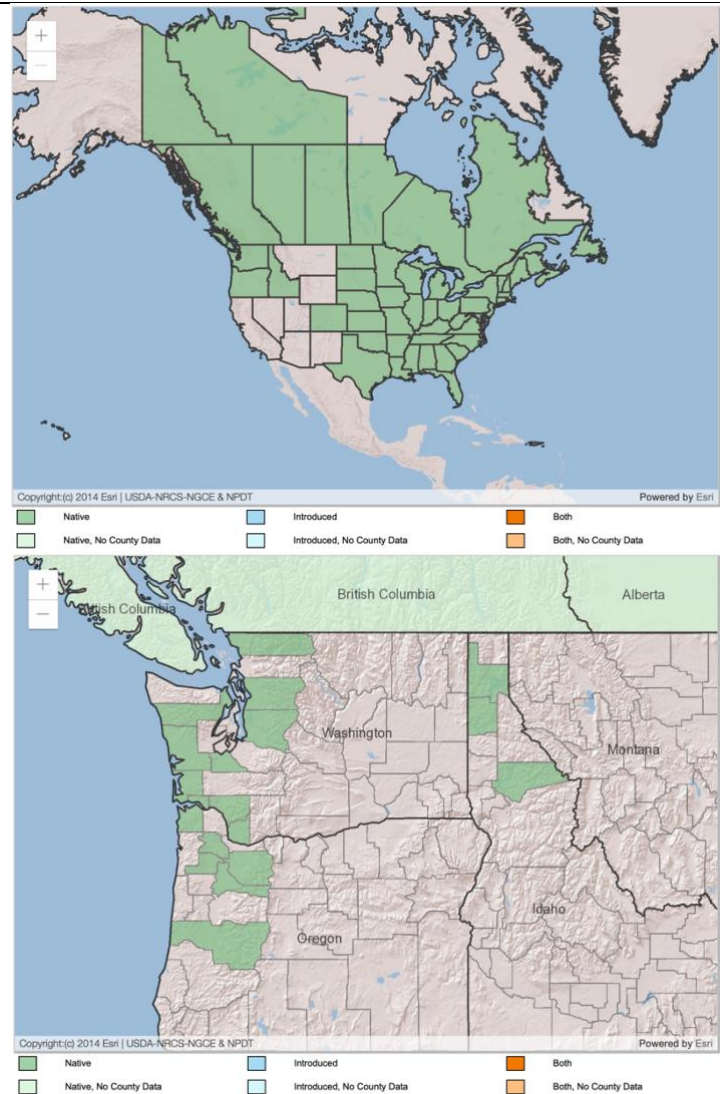 +
−
Copyright:(c) 2014 Esri | USDA-NRCS-NGCE & NPDT Powered by Esri
Native Introduced Both
Native, No County Data Introduced, No County Data Both, No County Data
+
−
British Columbia Alberta
British Columbia
Washington
Montana
Idaho
Oregon
Copyright:(c) 2014 Esri | USDA-NRCS-NGCE & NPDT Powered by Esri
Native Introduced Both
Native, No County Data Introduced, No County Data Both, No County Data